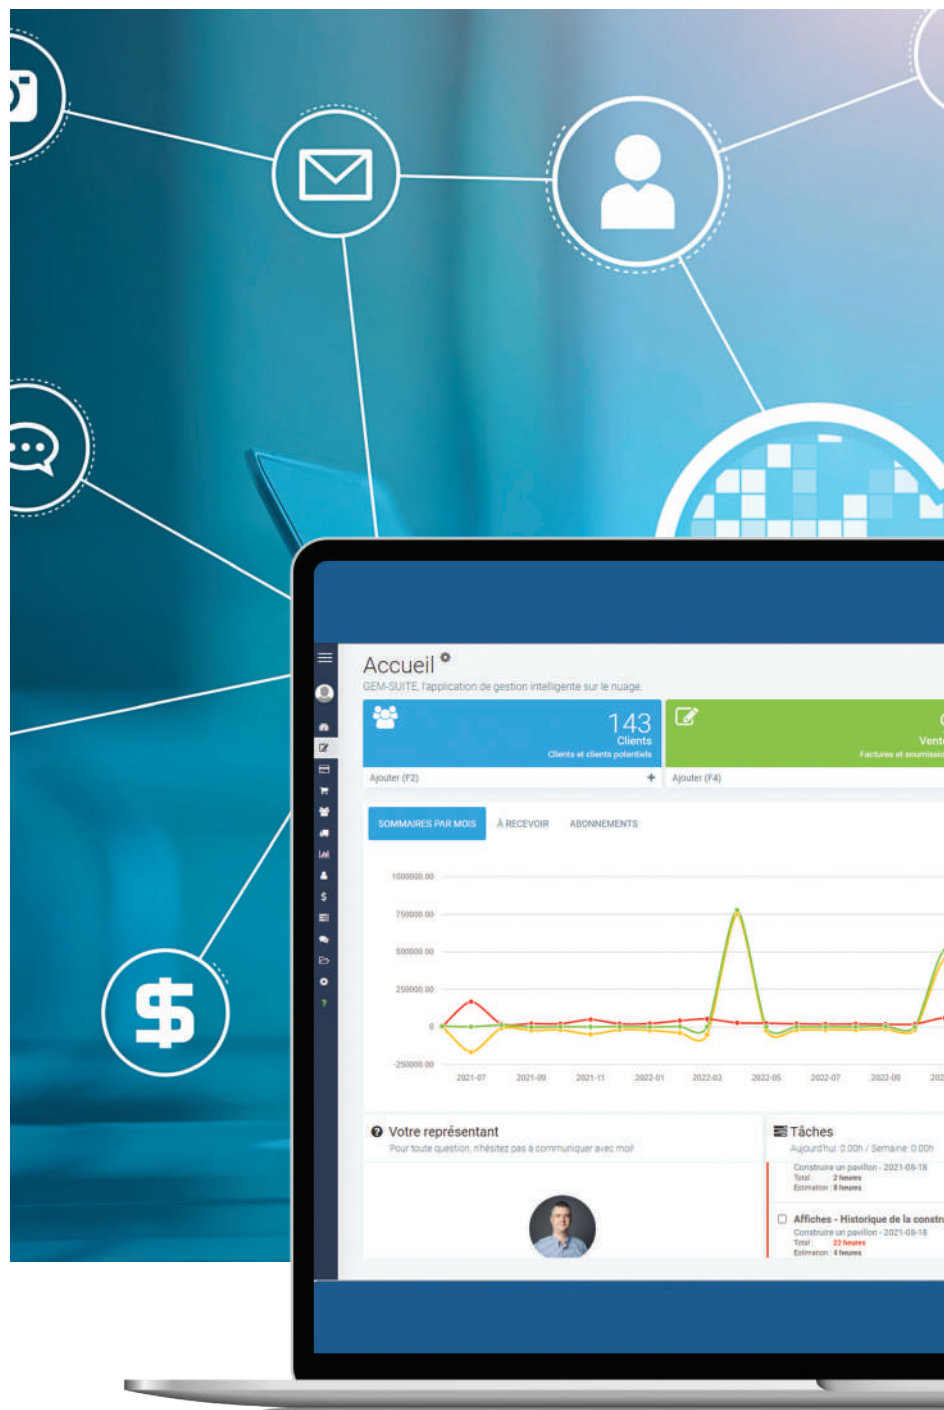 Accueil
GEM-SUITE, l'application de gestion intelligente sur le nuage.
143
Clients
Clients et clients potentiels
Ajouter (F2)
Factures et
Ajouter (F4)
SOMMAIRES PAR MOIS
À RECEVOIR
ABONNEMENTS
1000000.00
750000.00
500000.00
250000.00
0
-250000.00
2021-07
2021-09
2021-11
2022-01
2022-03
2022-05
2022-07
2022-09
Votre représentant
Pour toute question, n'hésitez pas à communiquer avec moi!
Tâches
Aujourd'hui: 0.00h / Semaine: 0.00h
Construire un pavillon - 2021-08-18
Total : 2 heures
Estimation : 8 heures
Affiches - Historique de la
Construire un pavillon - 2021-08-18
Total : 22 heures
Estimation : 4 heures